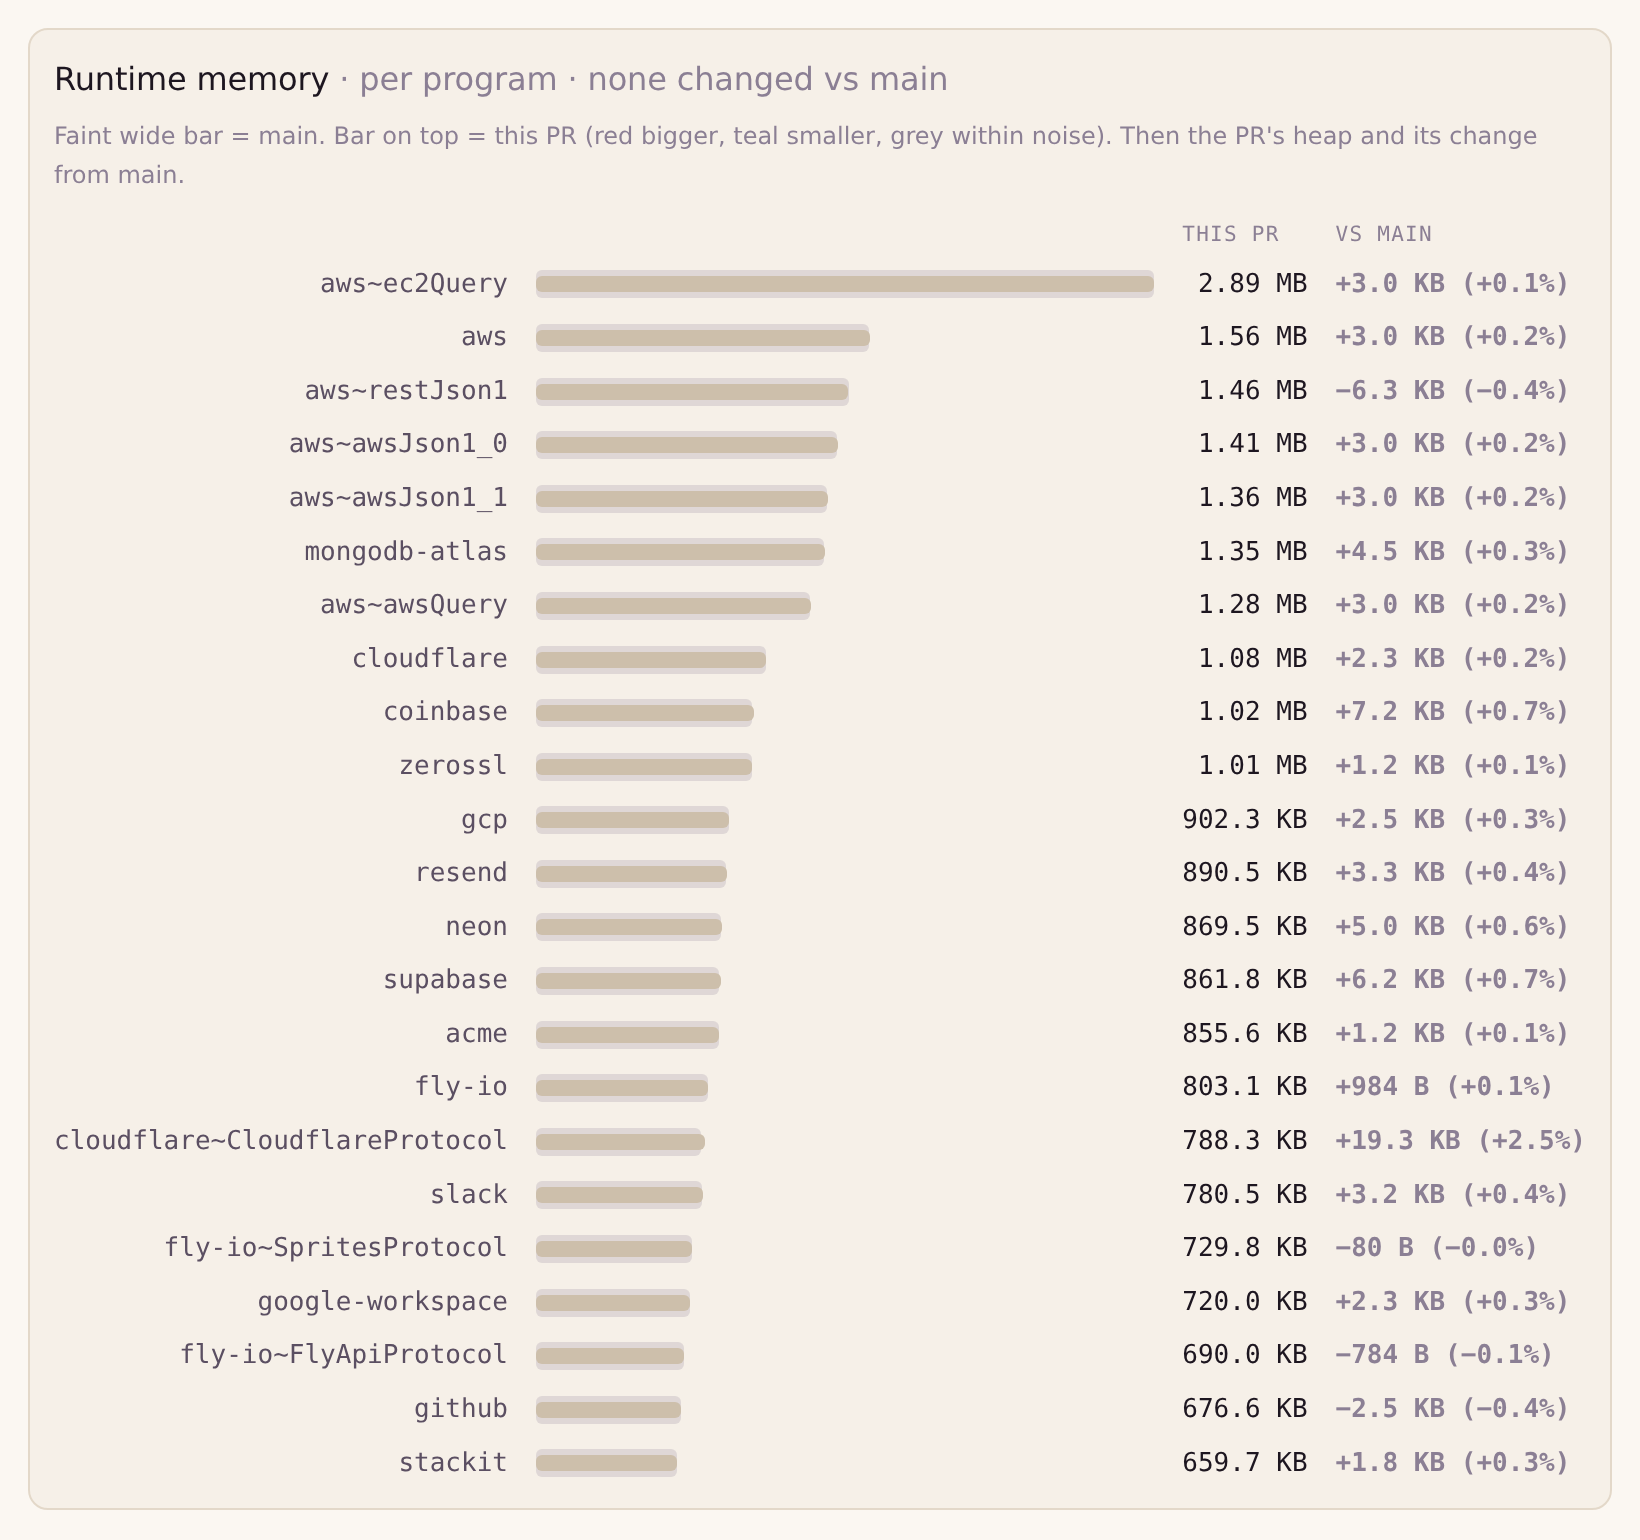 Runtime memory · per program · none changed vs main
Faint wide bar = main. Bar on top = this PR (red bigger, teal smaller, grey within noise). Then the PR's heap and its change
from main.
THIS PR VS MAIN
aws~ec2Query 2.89 MB +3.0 KB (+0.1%)
aws 1.56 MB +3.0 KB (+0.2%)
aws~restJson1 1.46 MB −6.3 KB (−0.4%)
aws~awsJson1_0 1.41 MB +3.0 KB (+0.2%)
aws~awsJson1_1 1.36 MB +3.0 KB (+0.2%)
mongodb-atlas 1.35 MB +4.5 KB (+0.3%)
aws~awsQuery 1.28 MB +3.0 KB (+0.2%)
cloudflare 1.08 MB +2.3 KB (+0.2%)
coinbase 1.02 MB +7.2 KB (+0.7%)
zerossl 1.01 MB +1.2 KB (+0.1%)
gcp 902.3 KB +2.5 KB (+0.3%)
resend 890.5 KB +3.3 KB (+0.4%)
neon 869.5 KB +5.0 KB (+0.6%)
supabase 861.8 KB +6.2 KB (+0.7%)
acme 855.6 KB +1.2 KB (+0.1%)
fly-io 803.1 KB +984 B (+0.1%)
cloudflare~CloudflareProtocol 788.3 KB +19.3 KB (+2.5%)
slack 780.5 KB +3.2 KB (+0.4%)
fly-io~SpritesProtocol 729.8 KB −80 B (−0.0%)
google-workspace 720.0 KB +2.3 KB (+0.3%)
fly-io~FlyApiProtocol 690.0 KB −784 B (−0.1%)
github 676.6 KB −2.5 KB (−0.4%)
stackit 659.7 KB +1.8 KB (+0.3%)